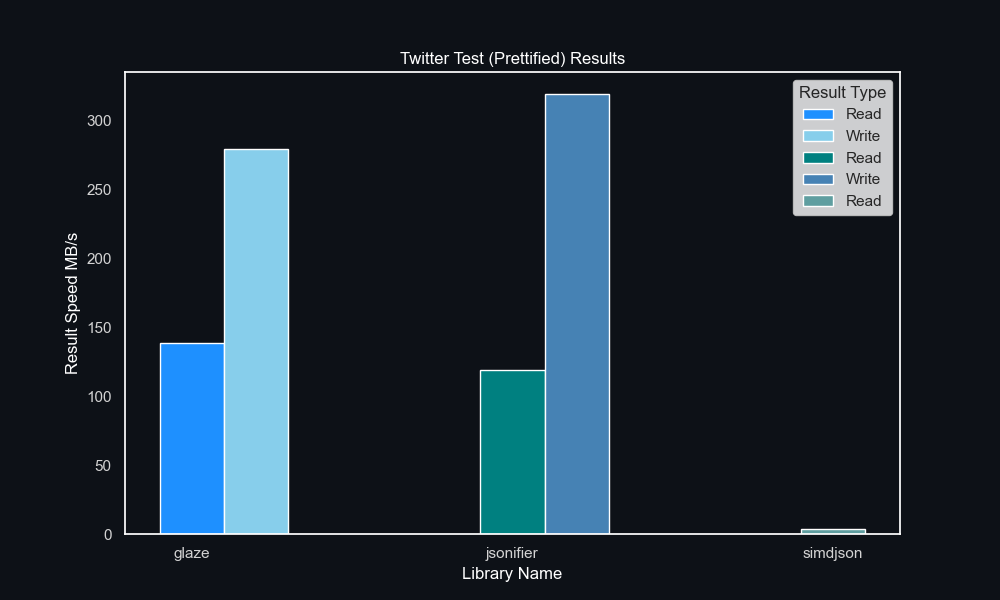 Twitter Test (Prettified) Results
Result Type
Read
Write
Read
Write
Read
Result Speed MB/s
300
250
200
150
100
50
0
glaze jsonifier simdjson
Library Name